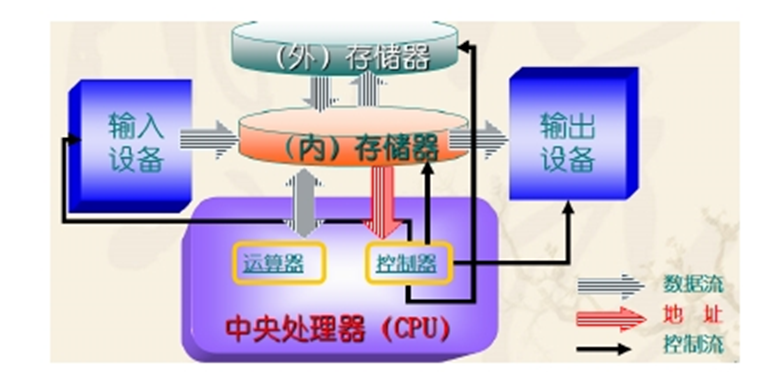 （外）存储器
输入
设备
（内）存储器
输出
设备
运算器
控制器
中央处理器（CPU）
数据流
地 址
控制流